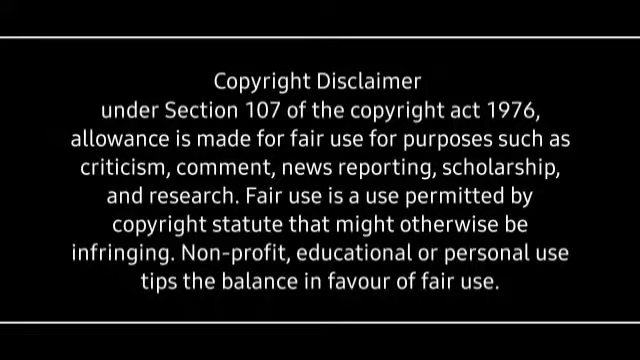 Copyright Disclaimer
under Section 107 of the copyright act 1976,
allowance is made for fair use for purposes such as
criticism, comment, news reporting, scholarship,
and research. Fair use is a use permitted by
copyright statute that might otherwise be
infringing. Non-profit, educational or personal use
tips the balance in favour of fair use.